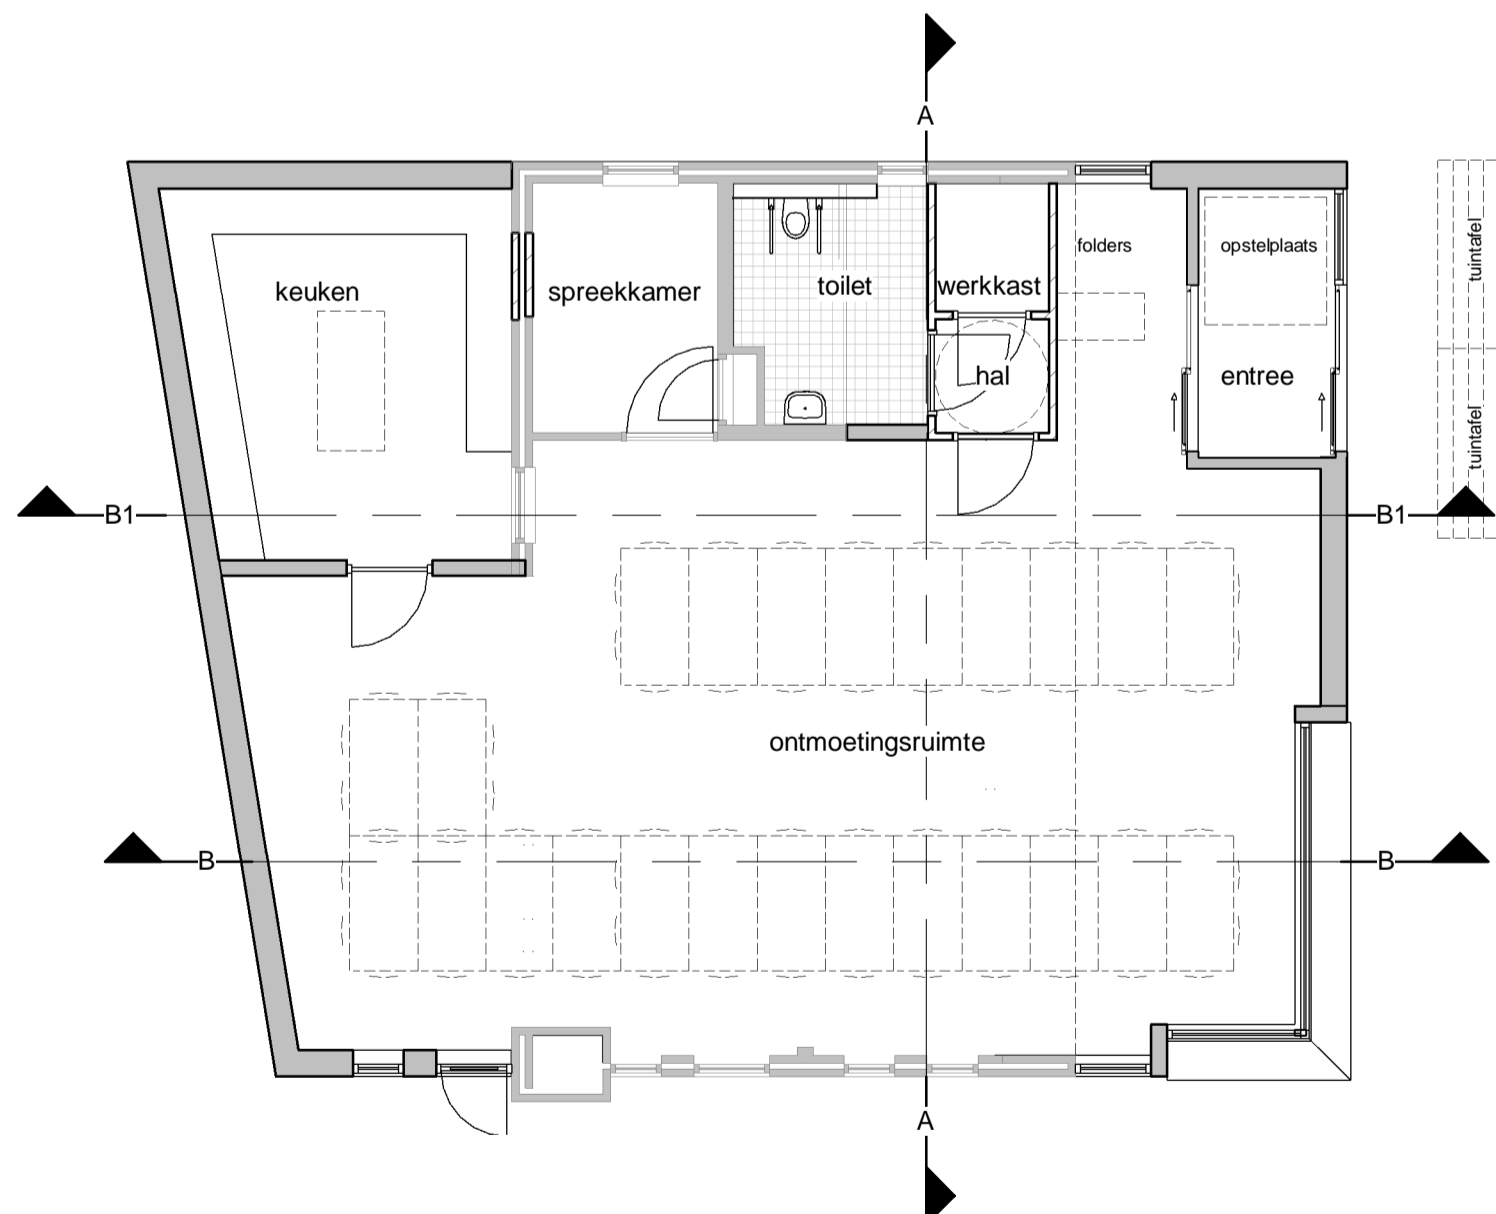 A
tuintafel
folders
opstelplaats
keuken
spreekkamer
toilet
werkkast
hal
entree
tuintafel
B1
B1
ontmoetingsruimte
B
B
A